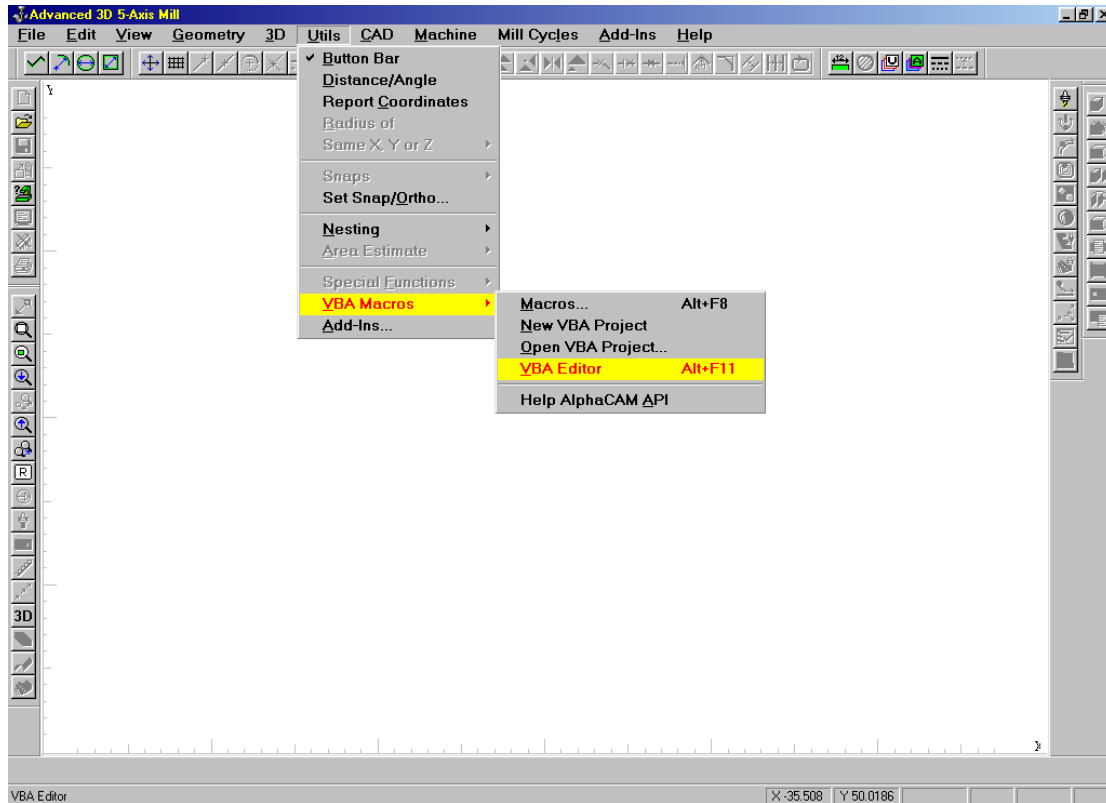 Advanced 3D 5-Axis Mill
File Edit View Geometry 3D Utils CAD Machine Mill Cycles Add-Ins Help
Button Bar
Distance/Angle
Report Coordinates
Radius of
Same X, Y or Z
Snaps
Set Snap/Ortho...
Nesting
Area Estimate
Special Functions
VBA Macros
Add-Ins...
Macros... Alt+F8
New VBA Project
Open VBA Project...
VBA Editor Alt+F11
Help AlphaCAM API
R
3D
VBA Editor X -35.508 Y 50.0186